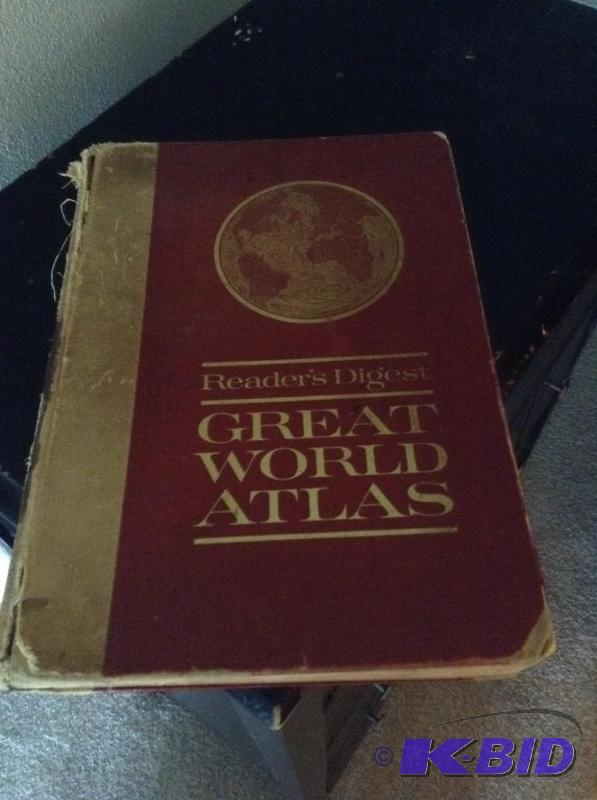 Reader's Digest
GREAT
WORLD
ATLAS
© K-BID